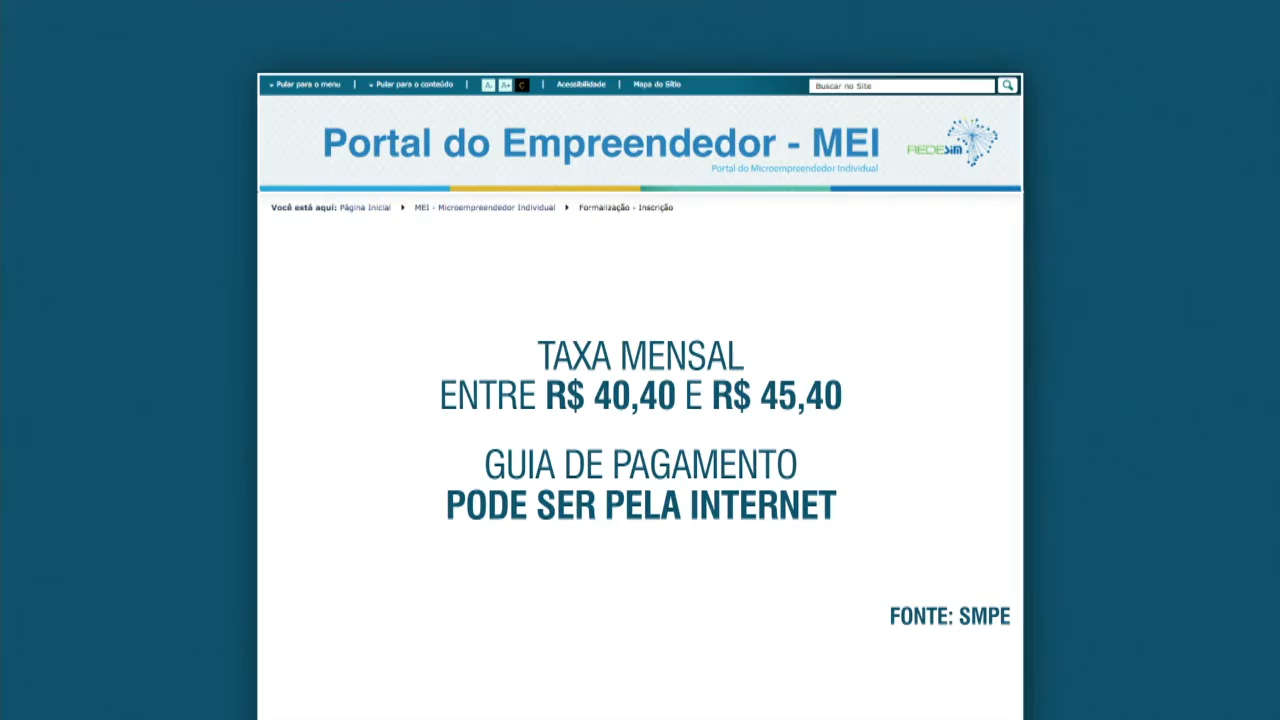 Pular para o menu | Pular para o conteúdo | A- A+ C | Acessibilidade | Mapa do Sítio Buscar no Site
Portal do Empreendedor - MEI
Portal do Microempreendedor Individual
REDESIM
Você está aqui: Página Inicial MEI - Microempreendedor Individual Formalização - Inscrição
TAXA MENSAL
ENTRE R$ 40,40 E R$ 45,40
GUIA DE PAGAMENTO
PODE SER PELA INTERNET
FONTE: SMPE